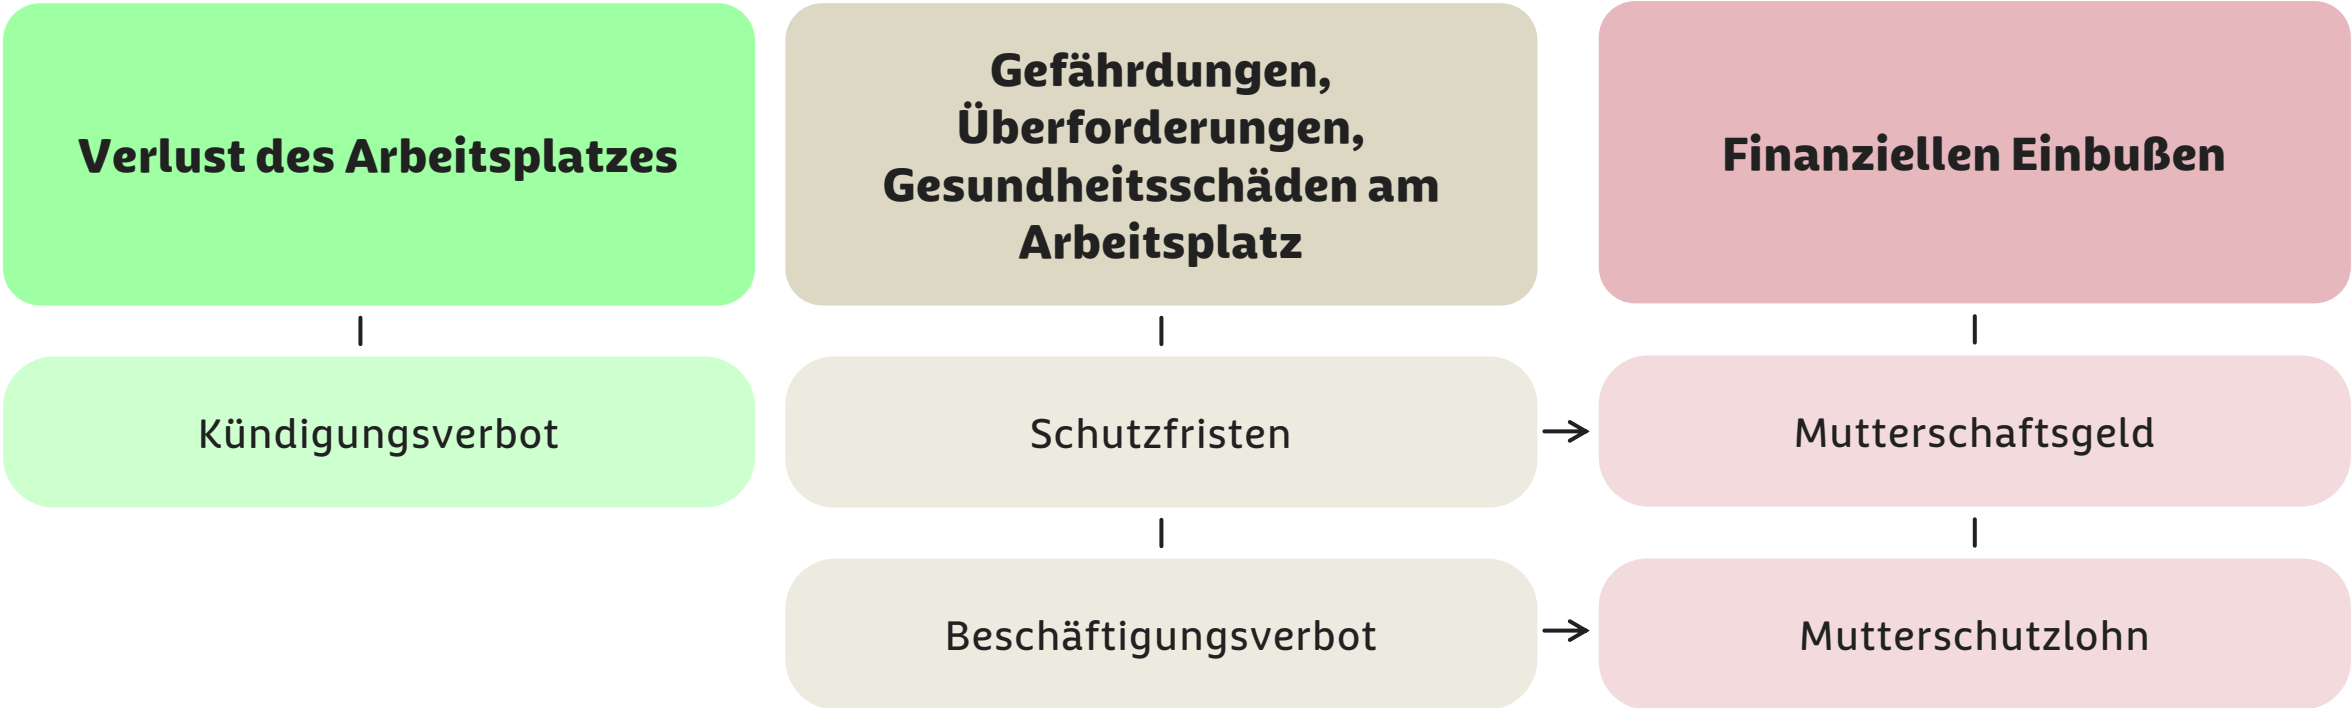 Verlust des Arbeitsplatzes
Gefährdungen,
Überforderungen,
Gesundheitsschäden am
Arbeitsplatz
Finanziellen Einbußen
Kündigungsverbot
Schutzfristen
Mutterschaftsgeld
Beschäftigungsverbot
Mutterschutzlohn